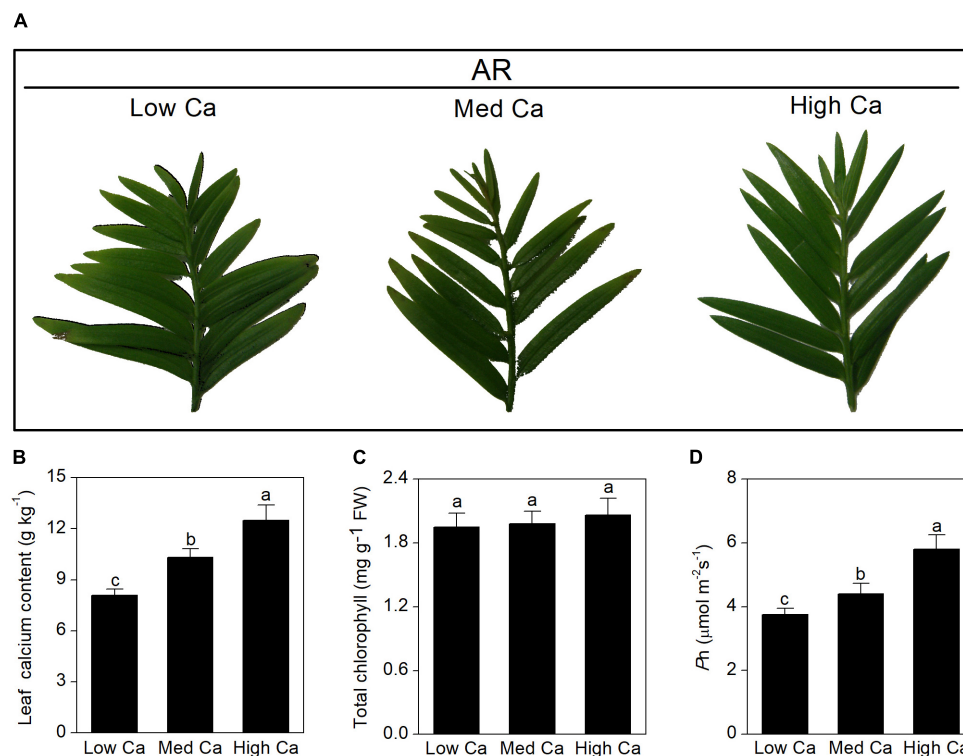 A
AR
Low Ca Med Ca High Ca
B
Leaf calcium content (g kg⁻¹)
15
12
9
6
3
0
c
b
a
Low Ca Med Ca High Ca
C
Total chlorophyll (mg g⁻¹ FW)
2.4
1.8
1.2
0.6
0.0
a
a
a
Low Ca Med Ca High Ca
D
Pn (μmol m⁻²s⁻¹)
8
6
4
2
0
c
b
a
Low Ca Med Ca High Ca